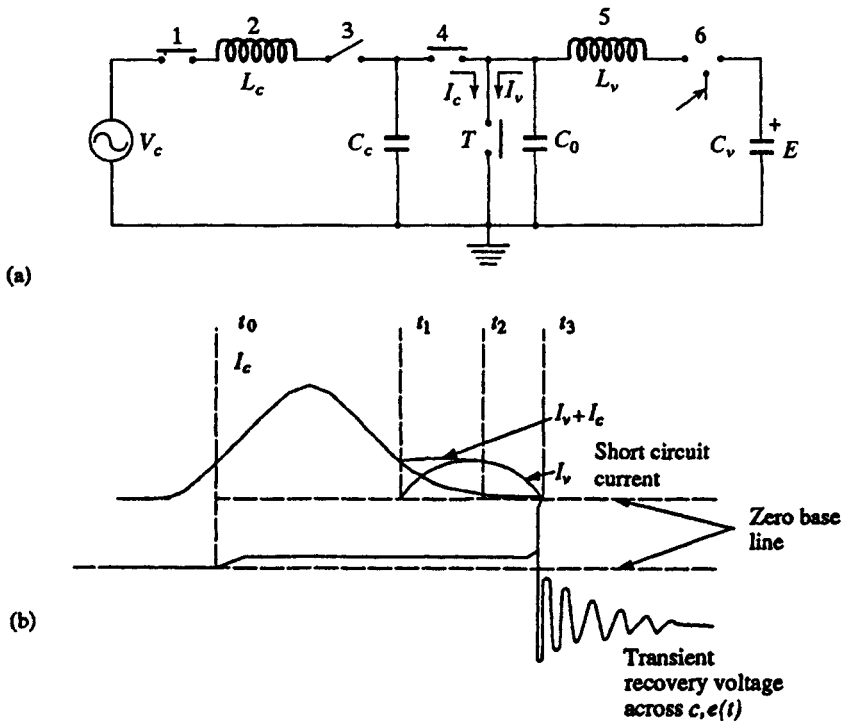 1 2 3 4 5 6
L_c L_v
I_c I_v
V_c C_c T C_0 C_v + E
(a)
t_0 t_1 t_2 t_3
I_c
I_v + I_c
Short circuit
current
I_v
Zero base
line
(b)
Transient
recovery voltage
across c, e(t)